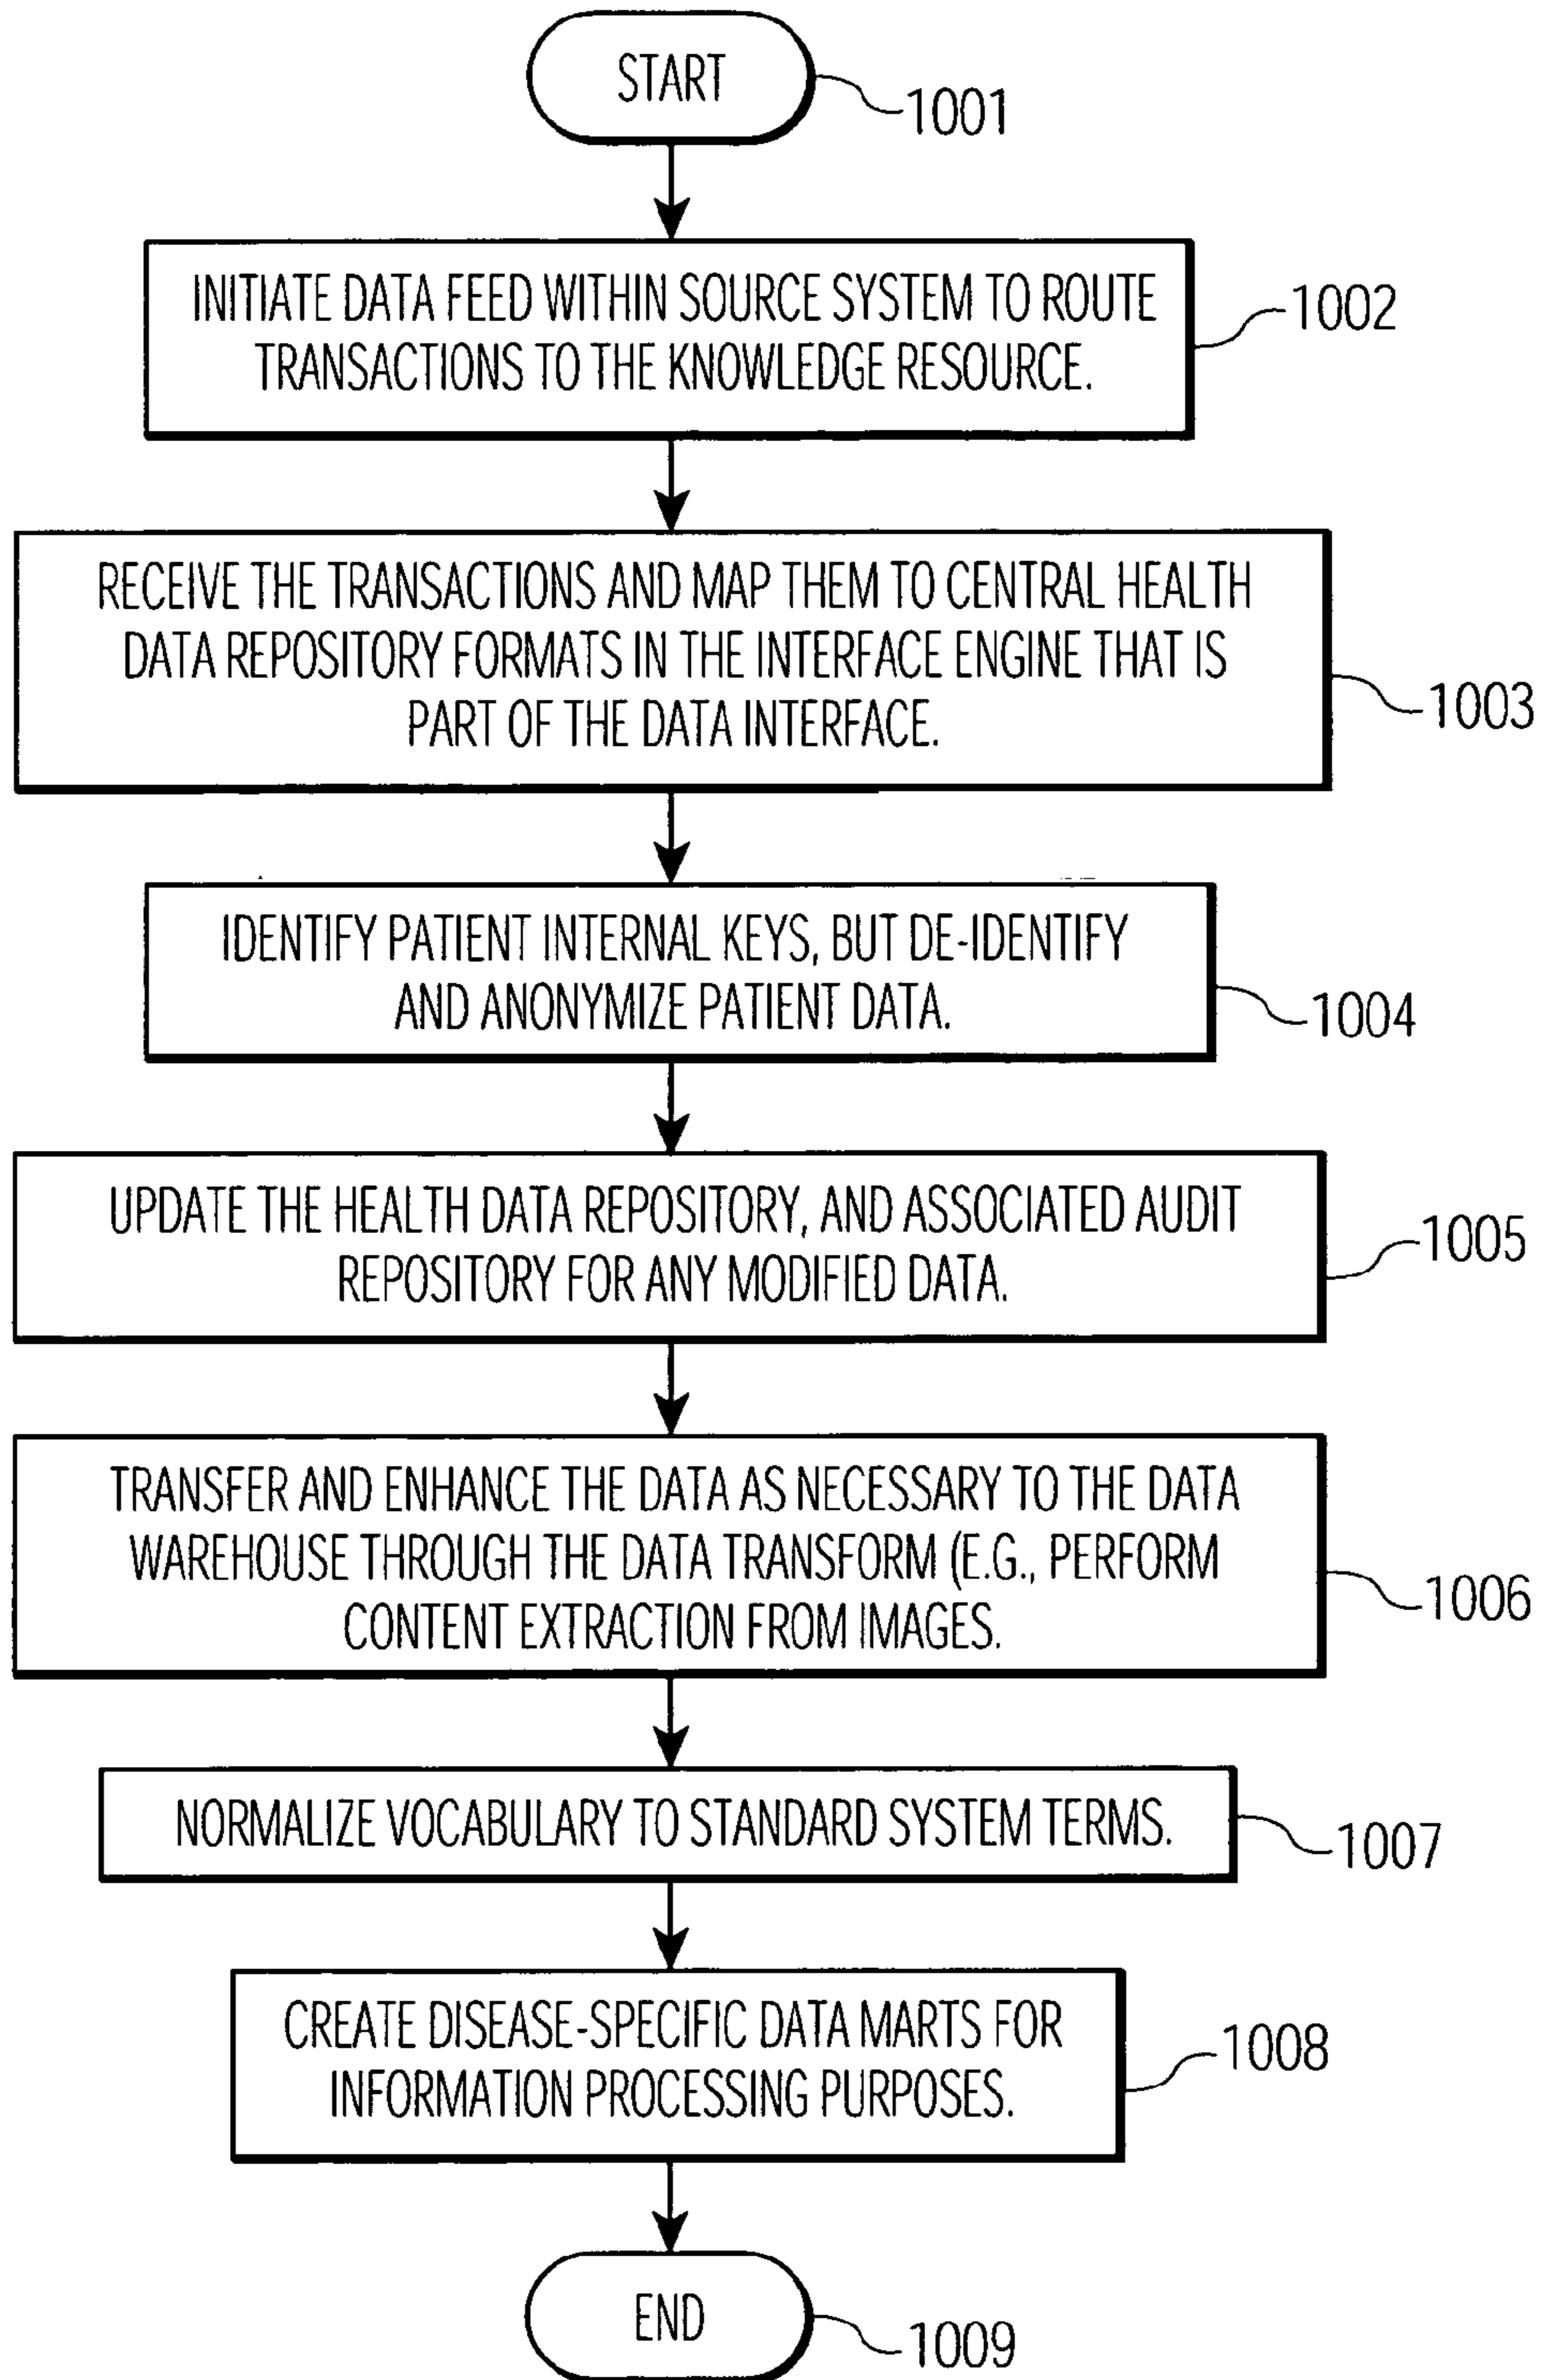 START
1001
INITIATE DATA FEED WITHIN SOURCE SYSTEM TO ROUTE
TRANSACTIONS TO THE KNOWLEDGE RESOURCE.
1002
RECEIVE THE TRANSACTIONS AND MAP THEM TO CENTRAL HEALTH
DATA REPOSITORY FORMATS IN THE INTERFACE ENGINE THAT IS
PART OF THE DATA INTERFACE.
1003
IDENTIFY PATIENT INTERNAL KEYS, BUT DE-IDENTIFY
AND ANONYMIZE PATIENT DATA.
1004
UPDATE THE HEALTH DATA REPOSITORY, AND ASSOCIATED AUDIT
REPOSITORY FOR ANY MODIFIED DATA.
1005
TRANSFER AND ENHANCE THE DATA AS NECESSARY TO THE DATA
WAREHOUSE THROUGH THE DATA TRANSFORM (E.G., PERFORM
CONTENT EXTRACTION FROM IMAGES.
1006
NORMALIZE VOCABULARY TO STANDARD SYSTEM TERMS.
1007
CREATE DISEASE-SPECIFIC DATA MARTS FOR
INFORMATION PROCESSING PURPOSES.
1008
END
1009